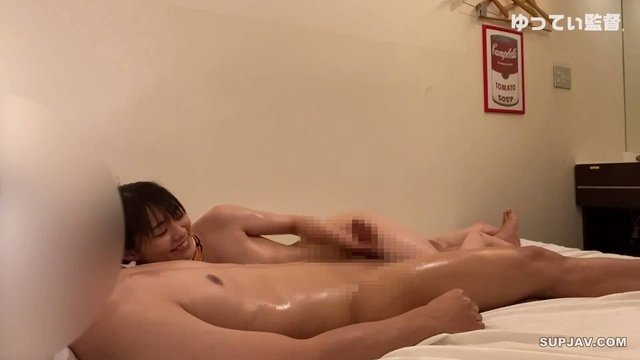 ゆってぃ監督.
Campbell's
TOMATO
SOUP
SUPJAV.COM